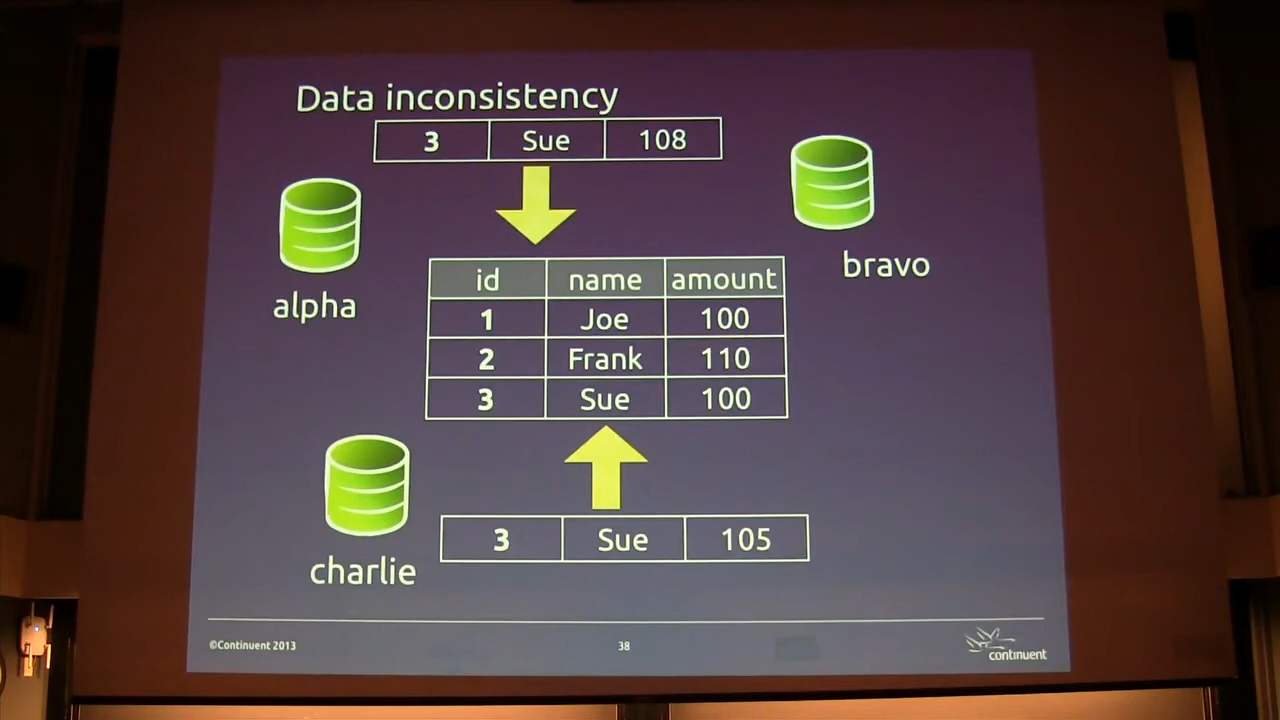 Data inconsistency
3 Sue 108
alpha
bravo
id name amount
1 Joe 100
2 Frank 110
3 Sue 100
charlie
3 Sue 105
©Continuent 2013
38
continuent